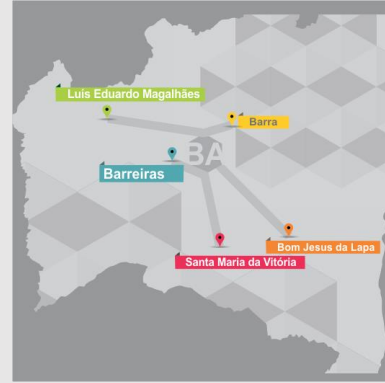 Luís Eduardo Magalhães
Barra
BA
Barreiras
Bom Jesus da Lapa
Santa Maria da Vitória